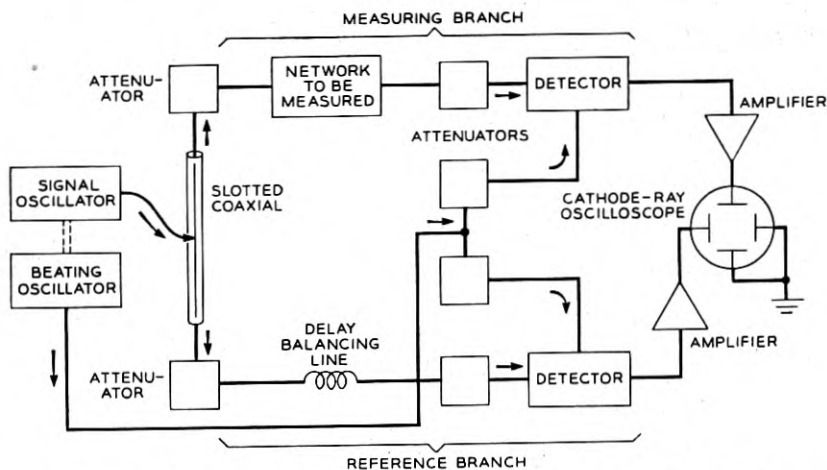 MEASURING BRANCH
ATTENU-
ATOR
NETWORK
TO BE
MEASURED
DETECTOR
AMPLIFIER
ATTENUATORS
SIGNAL
OSCILLATOR
SLOTTED
COAXIAL
CATHODE-RAY
OSCILLOSCOPE
BEATING
OSCILLATOR
DELAY
BALANCING
LINE
ATTENU-
ATOR
DETECTOR
AMPLIFIER
REFERENCE BRANCH